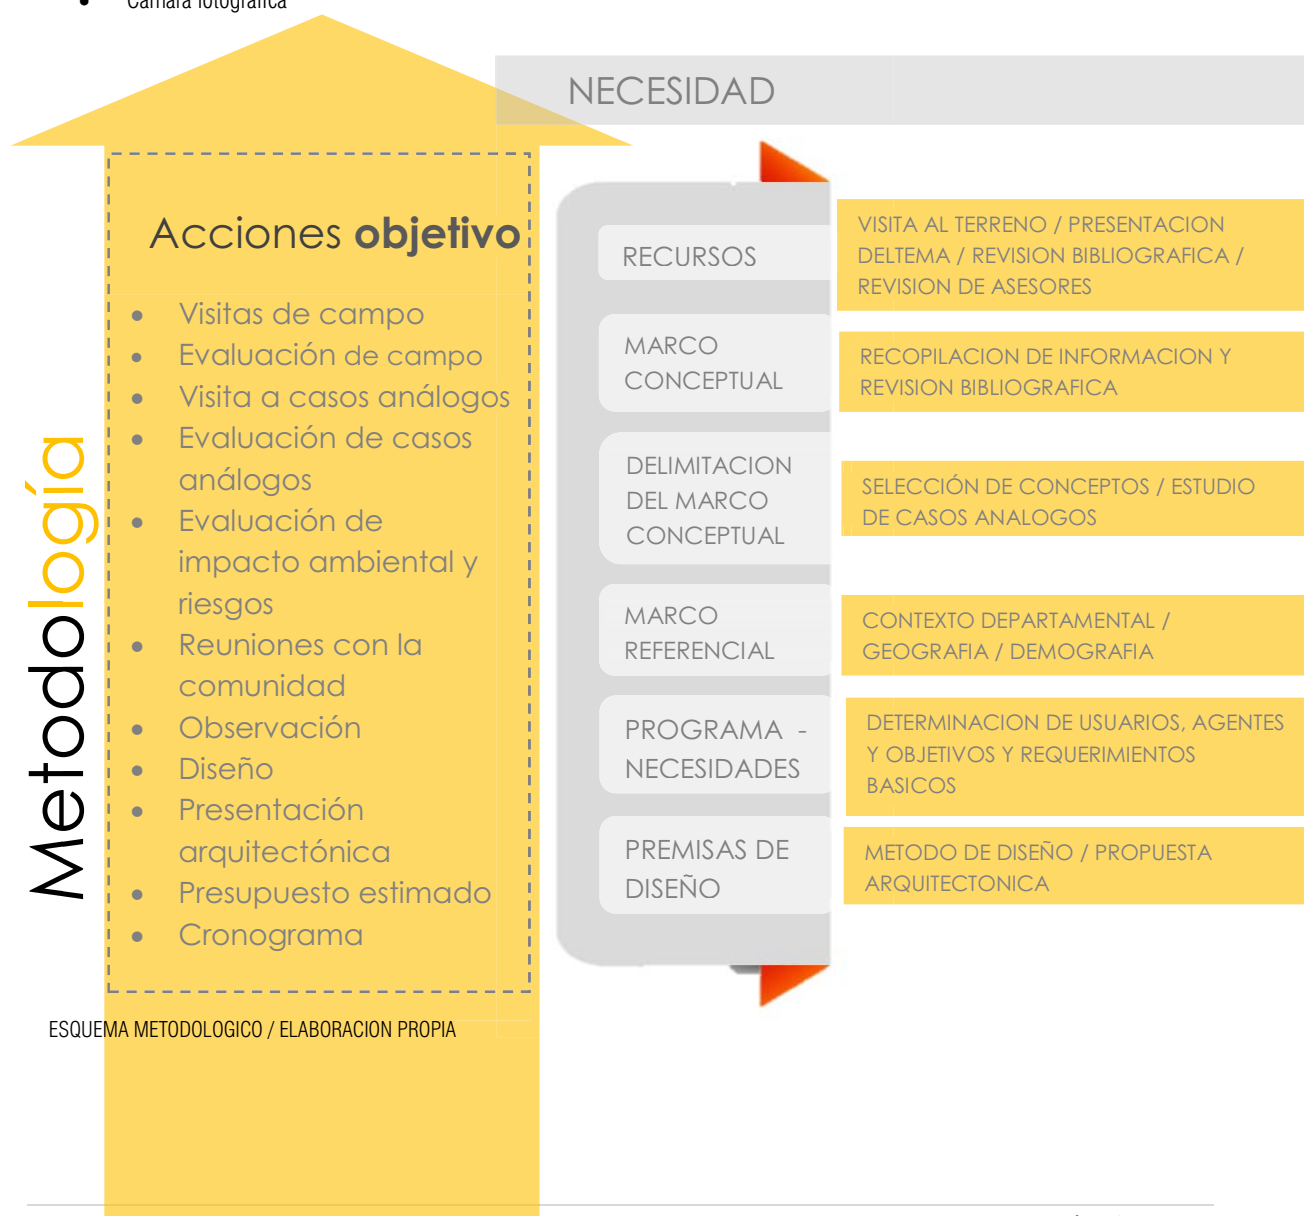 • Cámara fotográfica
NECESIDAD
Acciones objetivo
• Visitas de campo
• Evaluación de campo
• Visita a casos análogos
• Evaluación de casos
análogos
• Evaluación de
impacto ambiental y
riesgos
• Reuniones con la
comunidad
• Observación
• Diseño
• Presentación
arquitectónica
• Presupuesto estimado
• Cronograma
Metodología
RECURSOS
VISITA AL TERRENO / PRESENTACION
DELTEMA / REVISION BIBLIOGRAFICA /
REVISION DE ASESORES
MARCO
CONCEPTUAL
RECOPILACION DE INFORMACION Y
REVISION BIBLIOGRAFICA
DELIMITACION
DEL MARCO
CONCEPTUAL
SELECCIÓN DE CONCEPTOS / ESTUDIO
DE CASOS ANALOGOS
MARCO
REFERENCIAL
CONTEXTO DEPARTAMENTAL /
GEOGRAFIA / DEMOGRAFIA
PROGRAMA -
NECESIDADES
DETERMINACION DE USUARIOS, AGENTES
Y OBJETIVOS Y REQUERIMIENTOS
BASICOS
PREMISAS DE
DISEÑO
METODO DE DISEÑO / PROPUESTA
ARQUITECTONICA
ESQUEMA METODOLOGICO / ELABORACION PROPIA